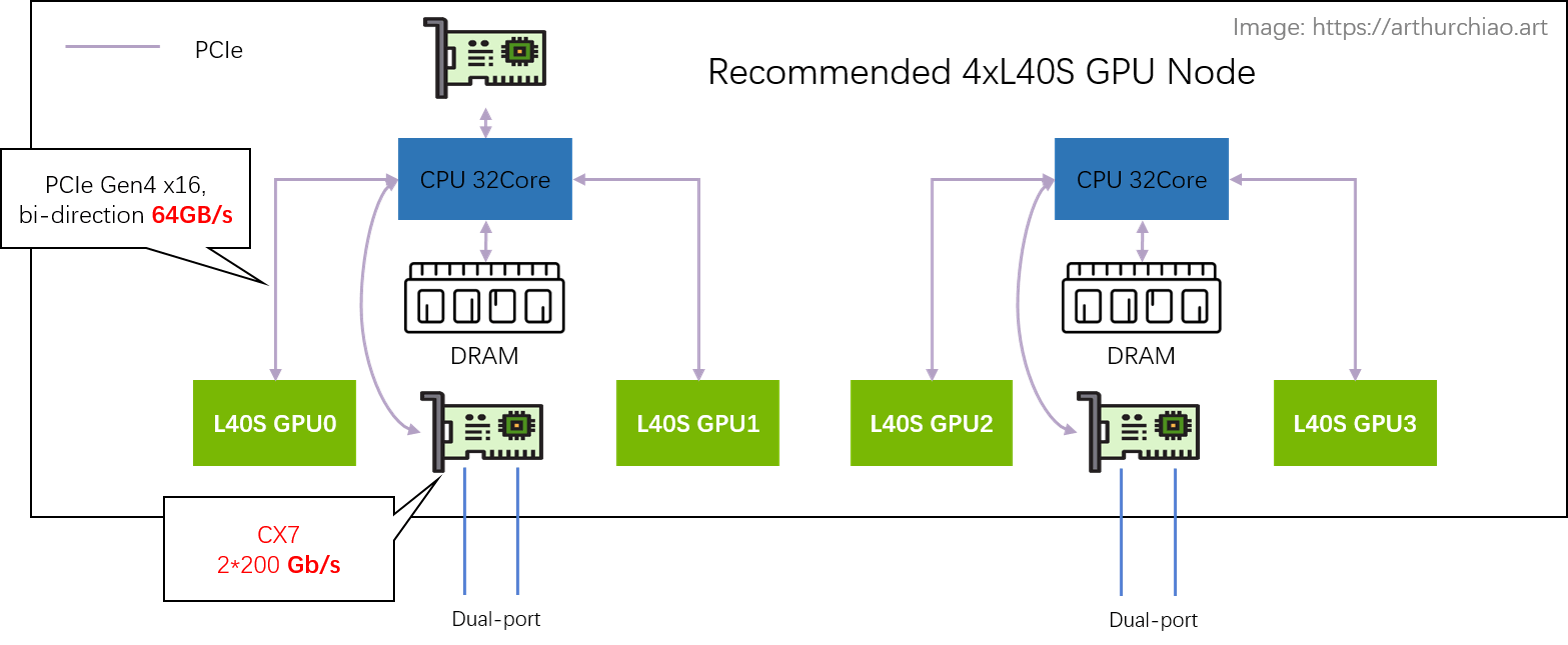 Image: https://arthurchiao.art
PCIe
Recommended 4xL40S GPU Node
PCIe Gen4 x16,
bi-direction 64GB/s
CPU 32Core
CPU 32Core
DRAM
DRAM
L40S GPU0
L40S GPU1
L40S GPU2
L40S GPU3
CX7
2*200 Gb/s
Dual-port
Dual-port